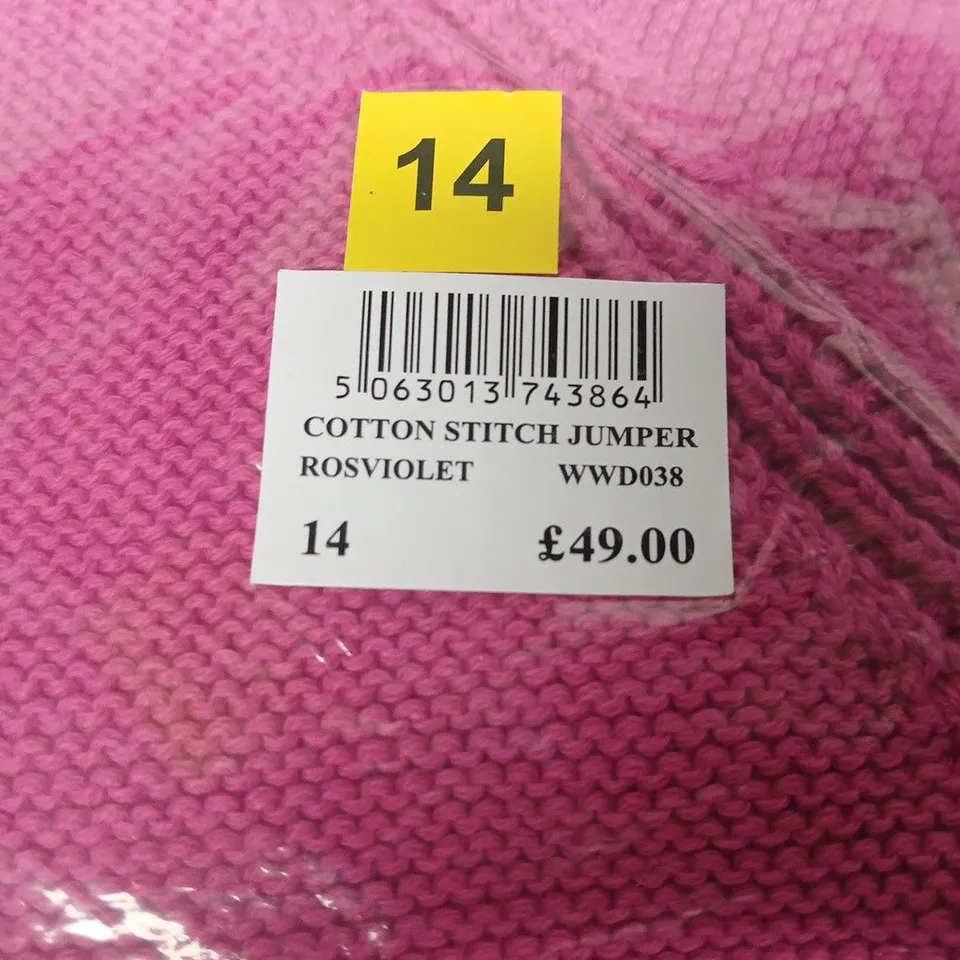 14
5 063013 743864
COTTON STITCH JUMPER
ROSVIOLET WWD038
14 £49.00